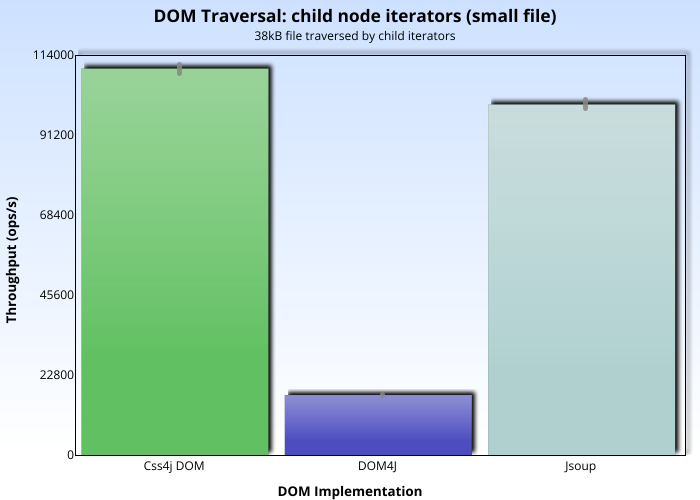 DOM Traversal: child node iterators (small file)
38kB file traversed by child iterators
114000
91200
68400
45600
22800
0
Throughput (ops/s)
Css4j DOM
DOM4J
Jsoup
DOM Implementation